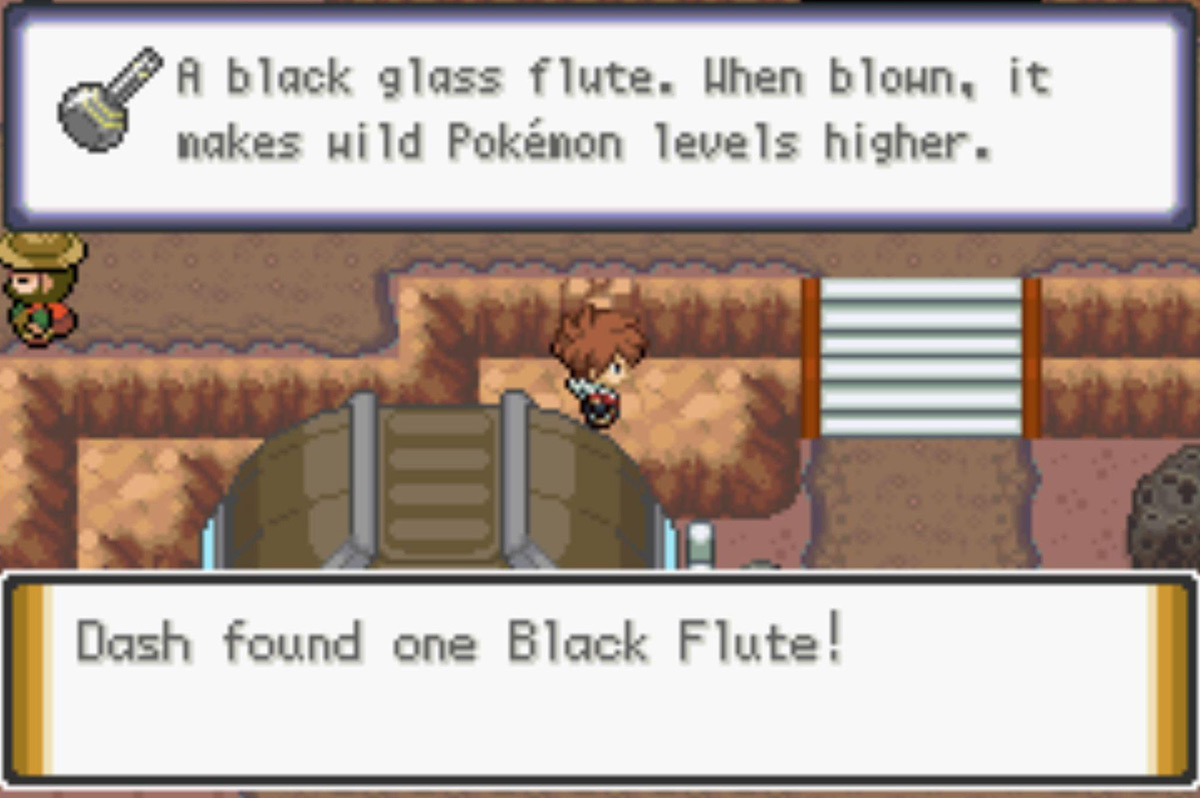 A black glass flute. When blown, it
makes wild Pokémon levels higher.
Dash found one Black Flute!